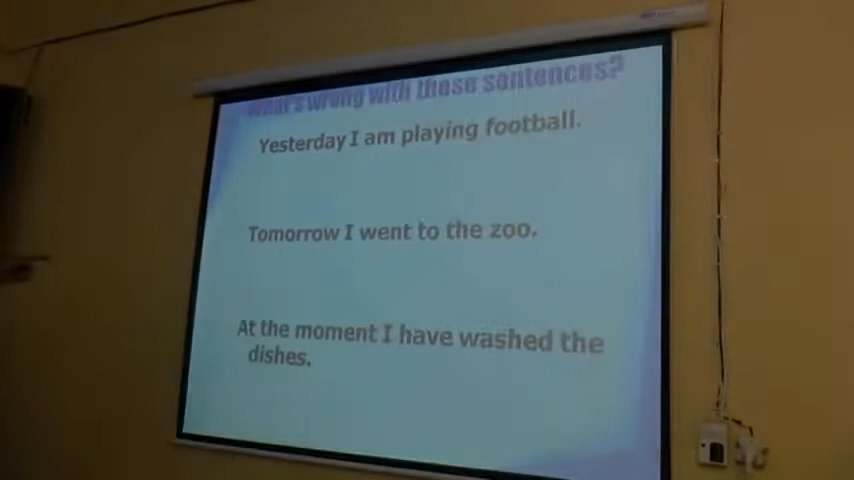 What's wrong with these sentences?
Yesterday I am playing football.
Tomorrow I went to the zoo.
At the moment I have washed the
dishes.